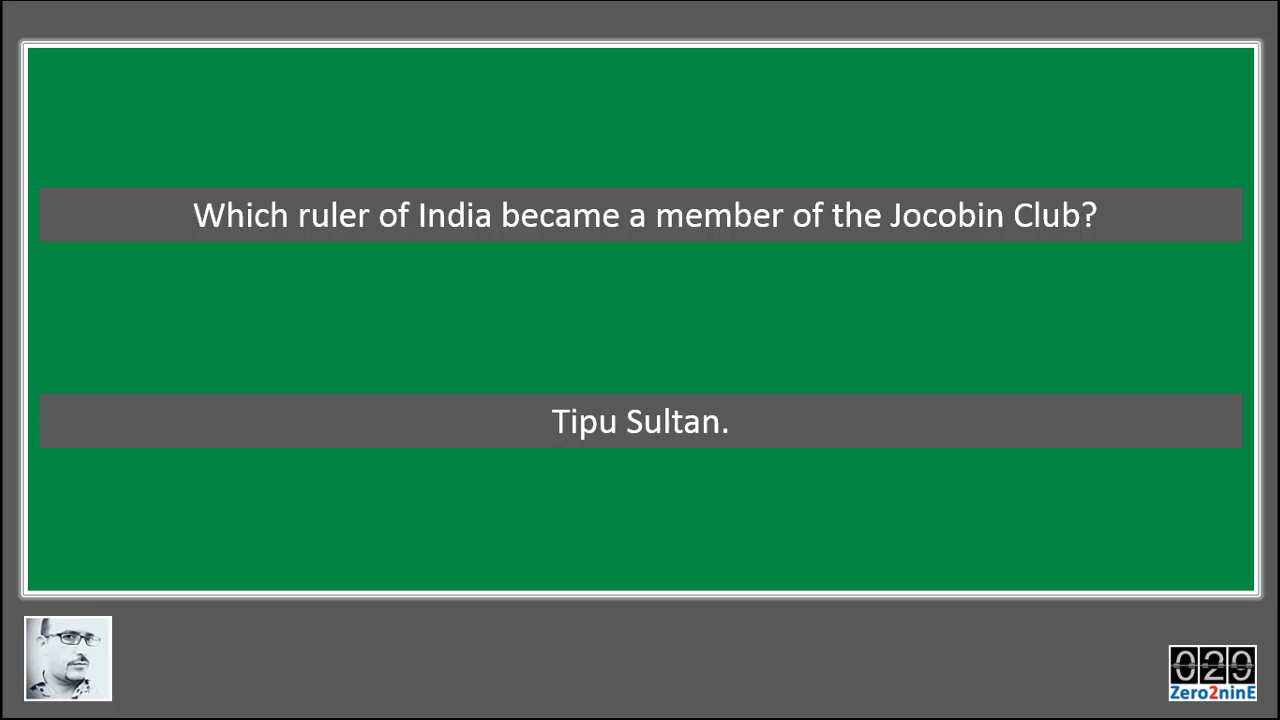 Which ruler of India became a member of the Jocobin Club?
Tipu Sultan.
029
Zero2ninE